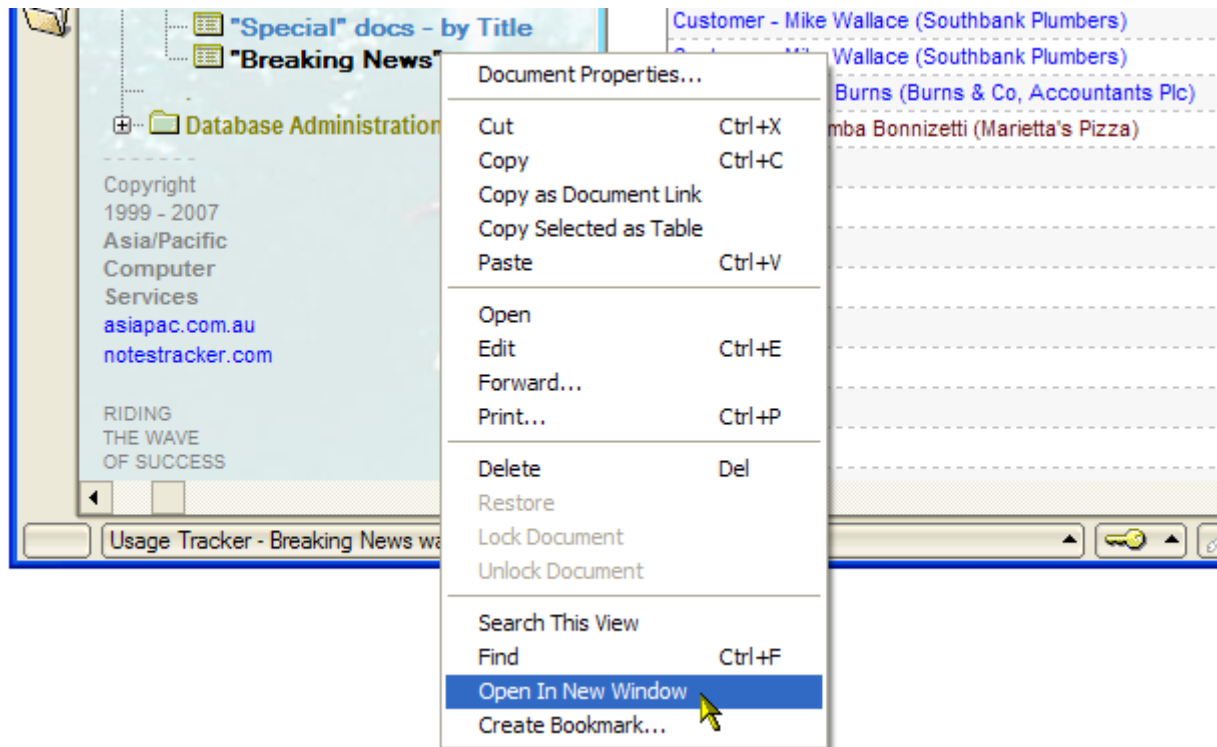 "Special" docs - by Title
"Breaking News"
Database Administration
Copyright
1999 - 2007
Asia/Pacific
Computer
Services
asiapac.com.au
notestracker.com
RIDING
THE WAVE
OF SUCCESS
Customer - Mike Wallace (Southbank Plumbers)
Wallace (Southbank Plumbers)
Burns (Burns & Co, Accountants Plc)
Bonnizetti (Marietta's Pizza)
Document Properties...
Cut Ctrl+X
Copy Ctrl+C
Copy as Document Link
Copy Selected as Table
Paste Ctrl+V
Open
Edit Ctrl+E
Forward...
Print... Ctrl+P
Delete Del
Restore
Lock Document
Unlock Document
Search This View
Find Ctrl+F
Open In New Window
Create Bookmark...
Usage Tracker - Breaking News